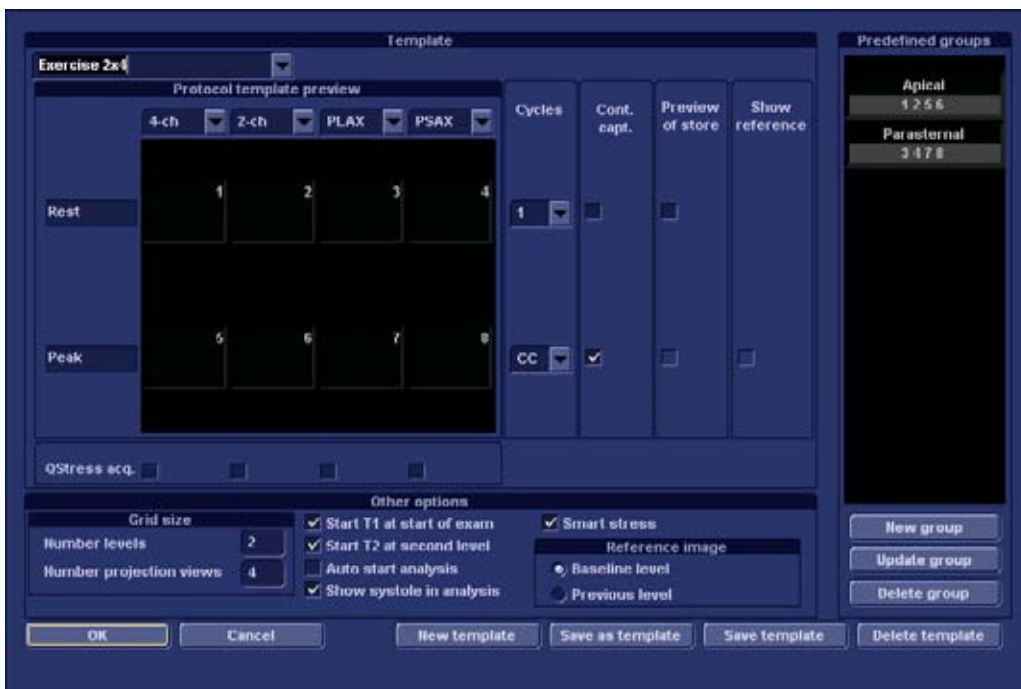 Template
Exercise 2x4
Protocol template preview
4-ch 2-ch PLAX PSAX
Cycles
Cont. capt.
Preview of store
Show reference
1 2 3 4
Rest
1
5 6 7 8
Peak
CC
QStress acq.
Other options
Grid size
Number levels 2
Number projection views 4
Start T1 at start of exam
Start T2 at second level
Auto start analysis
Show systole in analysis
Smart stress
Reference image
Baseline level
Previous level
Predefined groups
Apical
1 2 5 6
Parasternal
3 4 7 8
New group
Update group
Delete group
OK
Cancel
New template
Save as template
Save template
Delete template